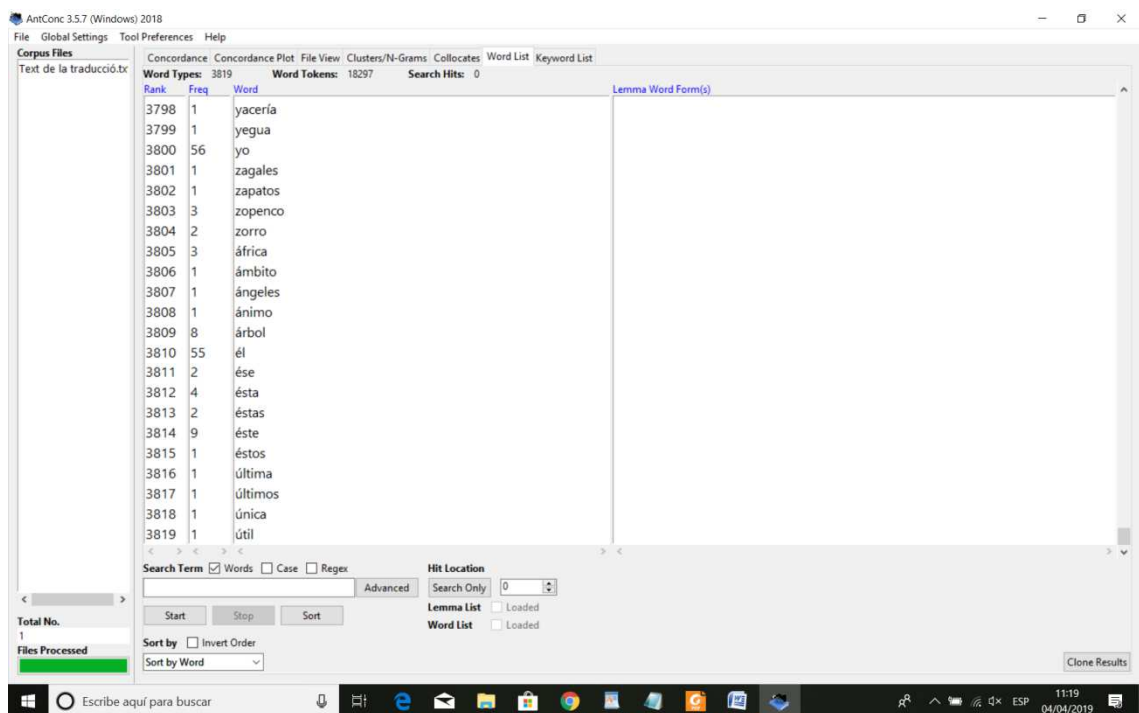 AntConc 3.5.7 (Windows) 2018
File Global Settings Tool Preferences Help
Corpus Files
Text de la traducció.tx
Concordance Concordance Plot File View Clusters/N-Grams Collocates Word List Keyword List
Word Types: 3819 Word Tokens: 18297 Search Hits: 0
Rank Freq Word Lemma Word Form(s)
3798 1 yacería
3799 1 yegua
3800 56 yo
3801 1 zagales
3802 1 zapatos
3803 3 zopenco
3804 2 zorro
3805 3 áfrica
3806 1 ámbito
3807 1 ángeles
3808 1 ánimo
3809 8 árbol
3810 55 él
3811 2 ése
3812 4 ésta
3813 2 éstas
3814 9 éste
3815 1 éstos
3816 1 última
3817 1 últimos
3818 1 única
3819 1 útil
Search Term Words Case Regex Hit Location
Advanced Search Only 0
Start Stop Sort Lemma List Loaded
Word List Loaded
Sort by Invert Order
Sort by Word Clone Results
Total No.
1
Files Processed
Escribe aquí para buscar ESP 11:19
04/04/2019